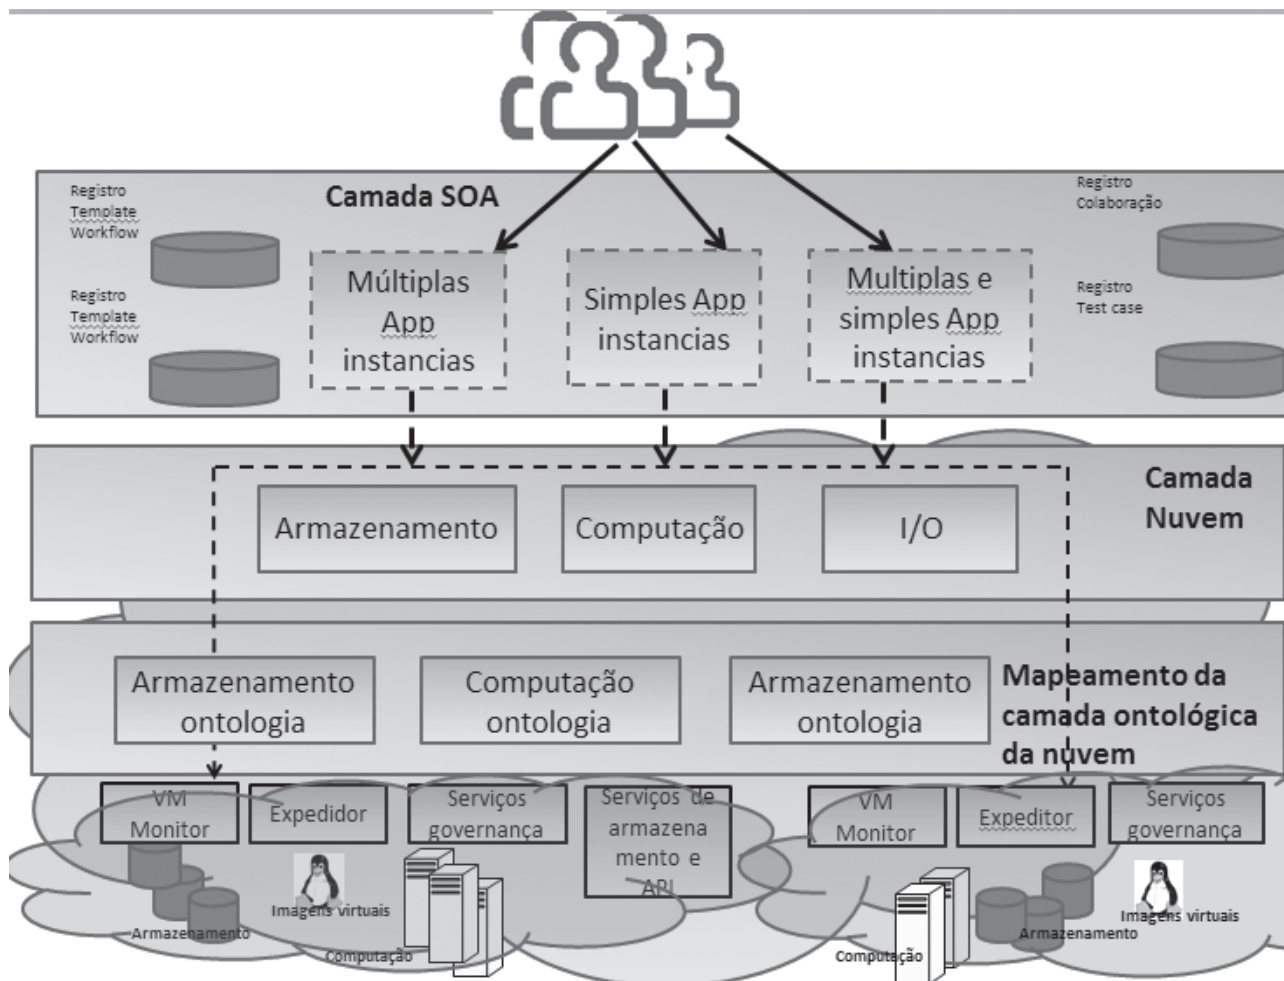 Camada SOA
Registro
Template
Workflow
Registro
Template
Workflow
Múltiplas
App
instancias
Simples App
instancias
Multiplas e
simples App
instancias
Registro
Colaboração
Registro
Test case
Camada
Nuvem
Armazenamento
Computação
I/O
Armazenamento
ontologia
Computação
ontologia
Armazenamento
ontologia
Mapeamento da
camada ontológica
da nuvem
VM
Monitor
Expedidor
Serviços
governança
Serviços de
armazena
mento e
API
VM
Monitor
Expeditor
Serviços
governança
Imagens virtuais
Armazenamento
Computação
Imagens virtuais
Armazenamento
Computação